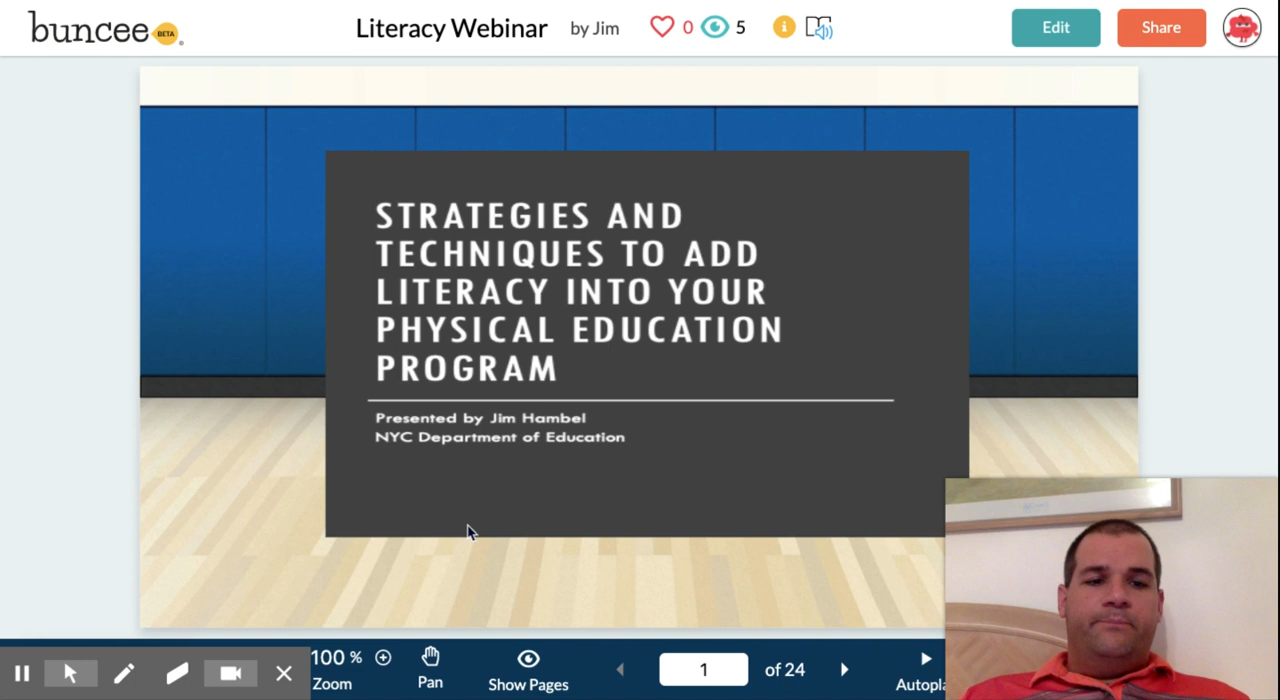 buncee BETA
Literacy Webinar by Jim 0 5
Edit
Share
STRATEGIES AND
TECHNIQUES TO ADD
LITERACY INTO YOUR
PHYSICAL EDUCATION
PROGRAM
Presented by Jim Hambel
NYC Department of Education
100 %
Zoom
Pan
Show Pages
1 of 24
Autopla